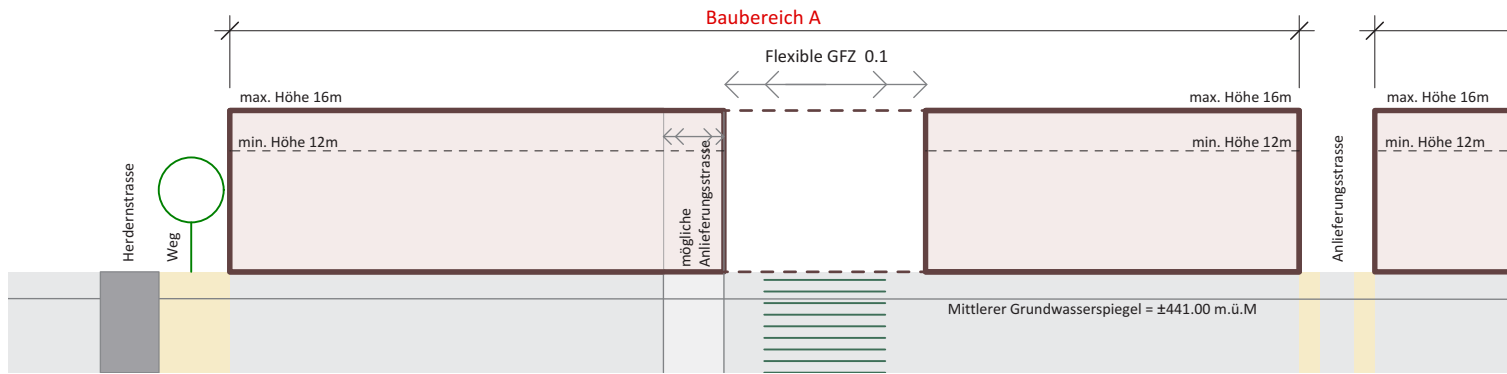 Baubereich A
Flexible GFZ 0.1
max. Höhe 16m
max. Höhe 16m
max. Höhe 16m
min. Höhe 12m
min. Höhe 12m
min. Höhe 12m
Herdernstrasse
Weg
mögliche
Anlieferungsstrasse
Anlieferungsstrasse
Mittlerer Grundwasserspiegel = ±441.00 m.ü.M